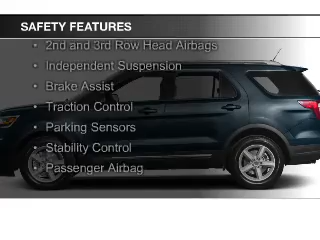 SAFETY FEATURES
• 2nd and 3rd Row Head Airbags
• Independent Suspension
• Brake Assist
• Traction Control
• Parking Sensors
• Stability Control
• Passenger Airbag